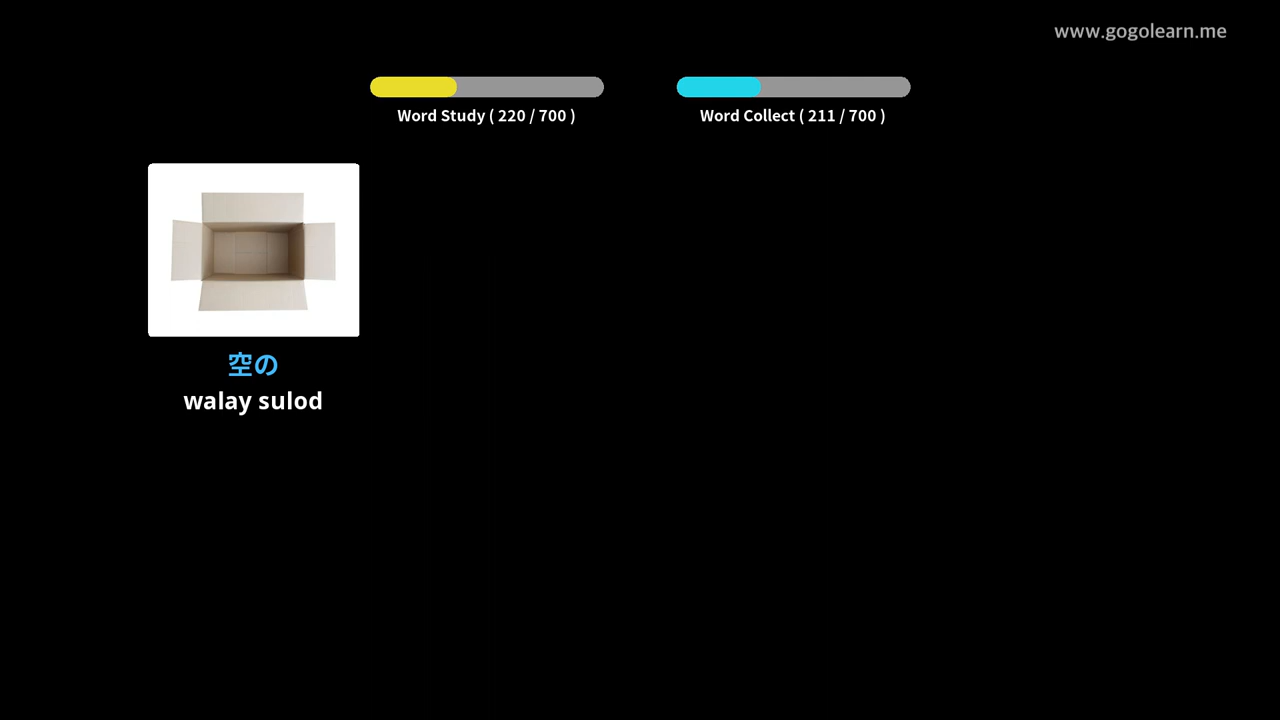 www.gogolearn.me
Word Study ( 220 / 700 )
Word Collect ( 211 / 700 )
空の
walay sulod